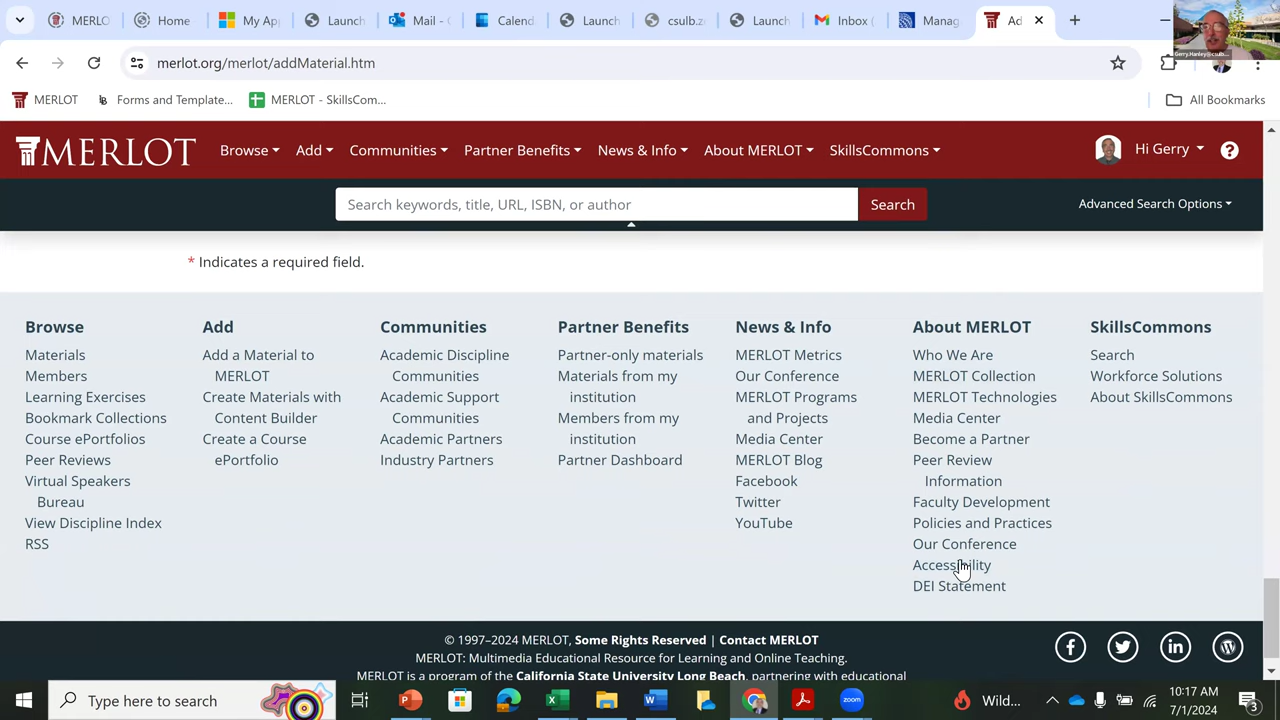 MERLO
Home
My Ap
Launch
Mail - 
Calend
Launch
csulb.z
Launch
Inbox (
Manag
Ad
Gerry.Hanley@csulb...
merlot.org/merlot/addMaterial.htm
MERLOT
Forms and Template...
MERLOT - SkillsCom...
All Bookmarks
MERLOT
Browse
Add
Communities
Partner Benefits
News & Info
About MERLOT
SkillsCommons
Hi Gerry
?
Search keywords, title, URL, ISBN, or author
Search
Advanced Search Options
* Indicates a required field.
Browse
Materials
Members
Learning Exercises
Bookmark Collections
Course ePortfolios
Peer Reviews
Virtual Speakers
Bureau
View Discipline Index
RSS
Add
Add a Material to
MERLOT
Create Materials with
Content Builder
Create a Course
ePortfolio
Communities
Academic Discipline
Communities
Academic Support
Communities
Academic Partners
Industry Partners
Partner Benefits
Partner-only materials
Materials from my
institution
Members from my
institution
Partner Dashboard
News & Info
MERLOT Metrics
Our Conference
MERLOT Programs
and Projects
Media Center
MERLOT Blog
Facebook
Twitter
YouTube
About MERLOT
Who We Are
MERLOT Collection
MERLOT Technologies
Media Center
Become a Partner
Peer Review
Information
Faculty Development
Policies and Practices
Our Conference
Accessibility
DEI Statement
SkillsCommons
Search
Workforce Solutions
About SkillsCommons
© 1997–2024 MERLOT, Some Rights Reserved | Contact MERLOT
MERLOT: Multimedia Educational Resource for Learning and Online Teaching.
MERLOT is a program of the California State University Long Beach, partnering with educational
Type here to search
Wild...
10:17 AM
7/1/2024
3